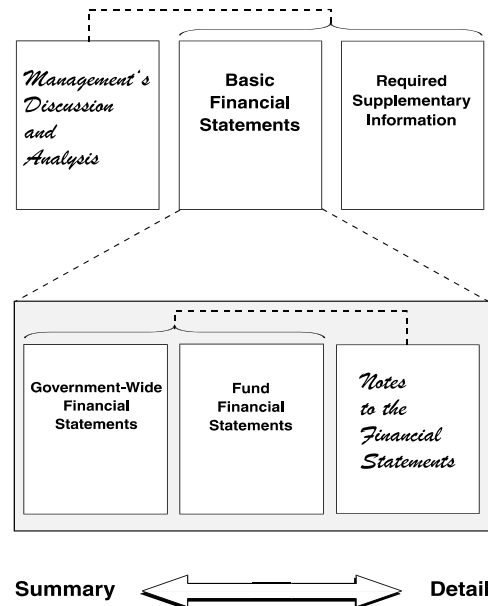 Management's
Discussion
and
Analysis
Basic
Financial
Statements
Required
Supplementary
Information
Government-Wide
Financial
Statements
Fund
Financial
Statements
Notes
to the
Financial
Statements
Summary
Detail